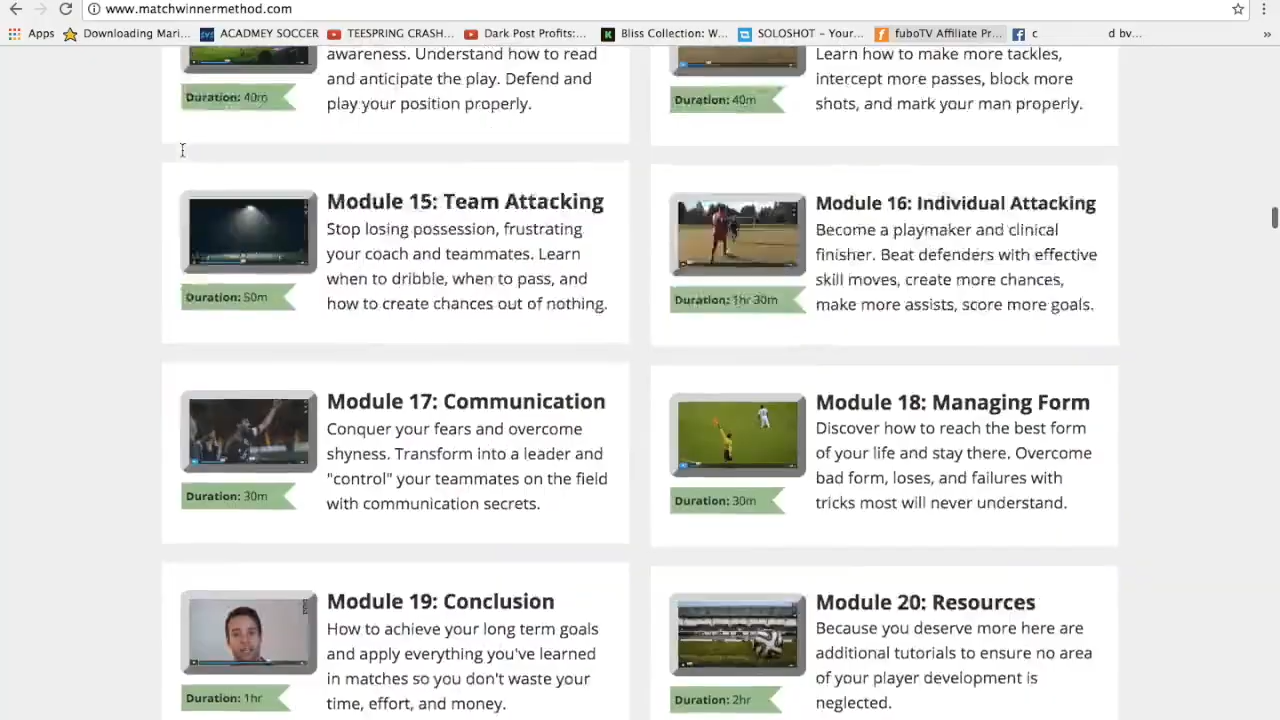 www.matchwinnermethod.com
Apps Downloading Mari... ACADMEY SOCCER TEESPRING CRASH... Dark Post Profits:... Bliss Collection: W... SOLOSHOT – Your... fuboTV Affiliate Pr... c d bv... »
awareness. Understand how to read
and anticipate the play. Defend and
play your position properly.
Duration: 40m
Learn how to make more tackles,
intercept more passes, block more
shots, and mark your man properly.
Duration: 40m
Module 15: Team Attacking
Stop losing possession, frustrating
your coach and teammates. Learn
when to dribble, when to pass, and
how to create chances out of nothing.
Duration: 50m
Module 16: Individual Attacking
Become a playmaker and clinical
finisher. Beat defenders with effective
skill moves, create more chances,
make more assists, score more goals.
Duration: 1hr 30m
Module 17: Communication
Conquer your fears and overcome
shyness. Transform into a leader and
"control" your teammates on the field
with communication secrets.
Duration: 30m
Module 18: Managing Form
Discover how to reach the best form
of your life and stay there. Overcome
bad form, loses, and failures with
tricks most will never understand.
Duration: 30m
Module 19: Conclusion
How to achieve your long term goals
and apply everything you've learned
in matches so you don't waste your
time, effort, and money.
Duration: 1hr
Module 20: Resources
Because you deserve more here are
additional tutorials to ensure no area
of your player development is
neglected.
Duration: 2hr